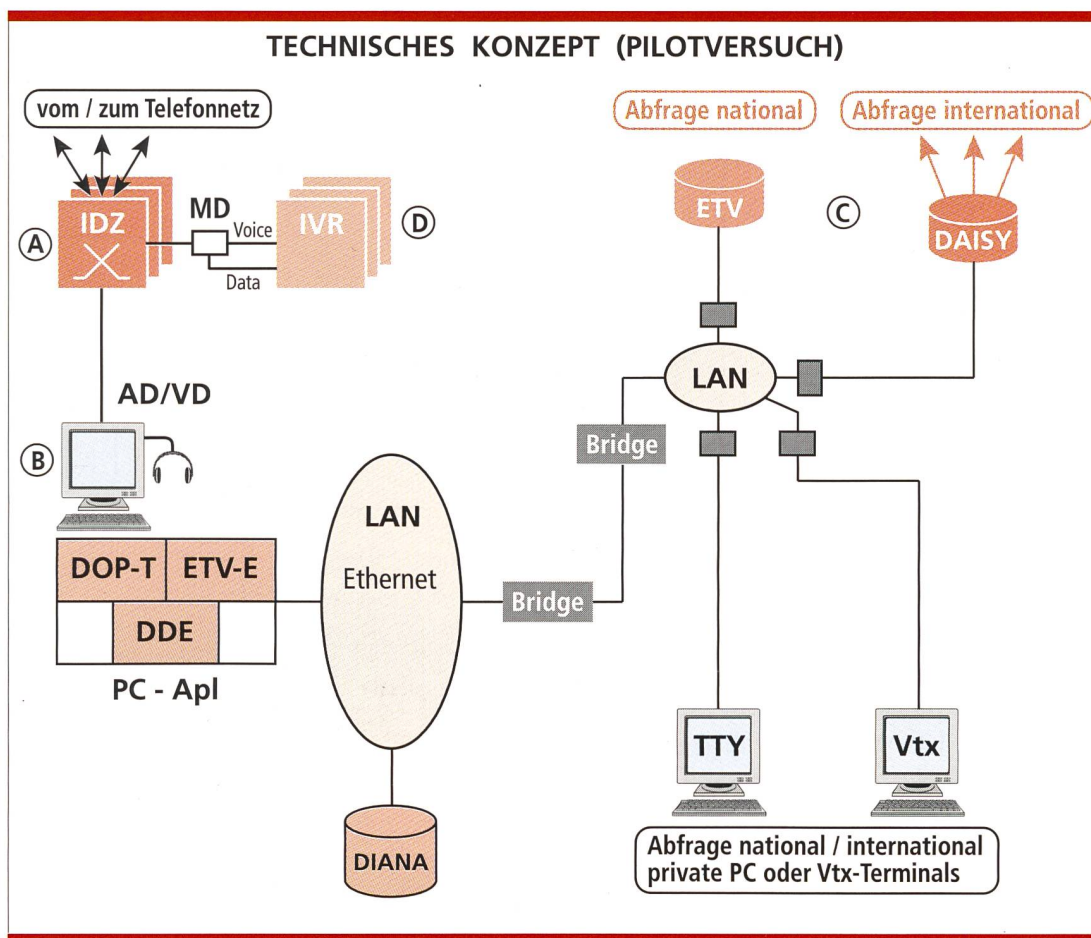 TECHNISCHES KONZEPT (PILOTVERSUCH)
vom / zum Telefonnetz
Abfrage national
Abfrage international
A
IDZ
MD
Voice
Data
IVR
D
ETV
C
DAISY
AD/VD
B
LAN
Bridge
DOP-T
ETV-E
DDE
PC - Apl
LAN
Ethernet
Bridge
DIANA
TTY
Vtx
Abfrage national / international
private PC oder Vtx-Terminals